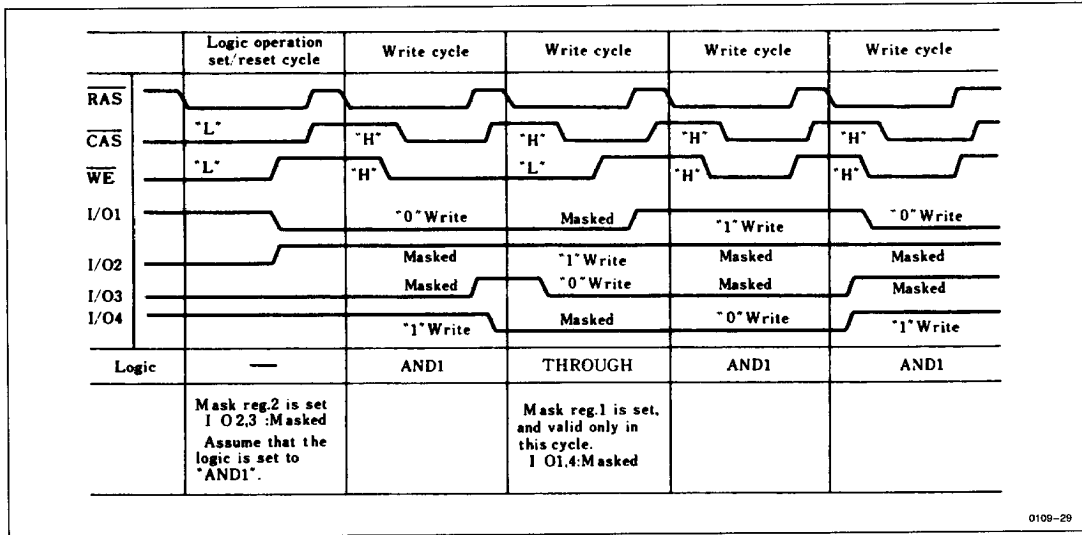 Logic operation set/reset cycle Write cycle Write cycle Write cycle Write cycle
RAS
CAS "L" "H" "H" "H" "H"
WE "L" "H" "L" "H" "H"
I/O1 "0" Write Masked "1" Write "0" Write
I/O2 Masked "1" Write Masked Masked
I/O3 Masked "0" Write Masked Masked
I/O4 "1" Write Masked "0" Write "1" Write
Logic — AND1 THROUGH AND1 AND1
Mask reg.2 is set
I O2,3 :Masked
Assume that the
logic is set to
"AND1".
Mask reg.1 is set,
and valid only in
this cycle.
I O1,4:Masked
0109–29